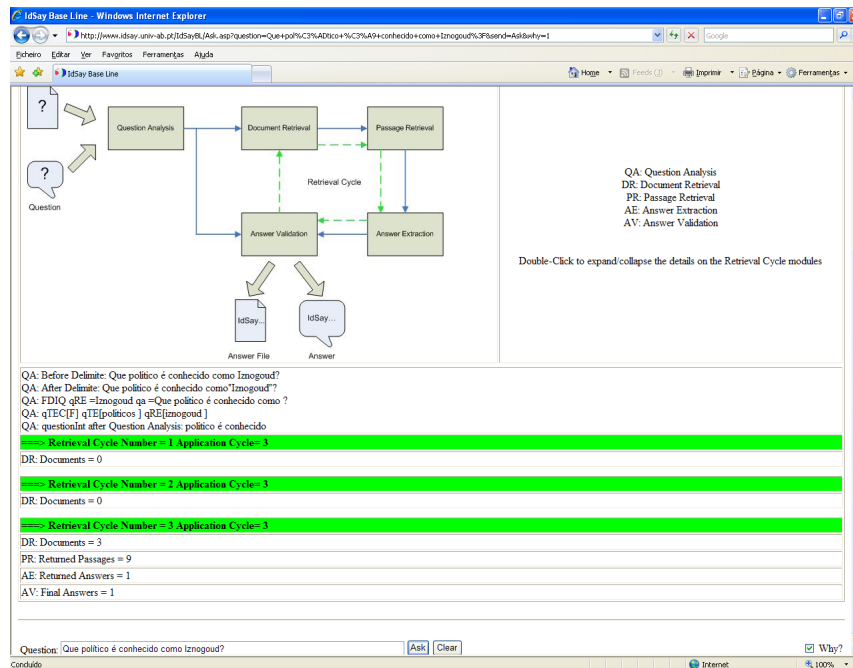 IdSay Base Line - Windows Internet Explorer
http://www.idsay.univ-ab.pt/IdSayBL/Ask.asp?question=Que+pol%C3%ADtico+%C3%A9+conhecido+como+Iznogoud%3F&send=Ask&why=1
Google
Ficheiro Editar Ver Favoritos Ferramentas Ajuda
IdSay Base Line
Home Feeds (J) Imprimir Página Ferramentas
?
Question Analysis
Document Retrieval
Passage Retrieval
?
Question
Retrieval Cycle
Answer Validation
Answer Extraction
IdSay...
IdSay...
Answer File
Answer
QA: Question Analysis
DR: Document Retrieval
PR: Passage Retrieval
AE: Answer Extraction
AV: Answer Validation
Double-Click to expand/collapse the details on the Retrieval Cycle modules
QA: Before Delimite: Que politico é conhecido como Iznogoud?
QA: After Delimite: Que politico é conhecido como"Iznogoud"?
QA: FDIQ qRE =Iznogoud qa =Que politico é conhecido como ?
QA: qTEC[F] qTE[politicos ] qRE[iznogoud ]
QA: questionInt after Question Analysis: politico é conhecido
===> Retrieval Cycle Number = 1 Application Cycle= 3
DR: Documents = 0
===> Retrieval Cycle Number = 2 Application Cycle= 3
DR: Documents = 0
===> Retrieval Cycle Number = 3 Application Cycle= 3
DR: Documents = 3
PR: Returned Passages = 9
AE: Returned Answers = 1
AV: Final Answers = 1
Question: Que político é conhecido como Iznogoud? Ask Clear Why?
Concluído Internet 100%